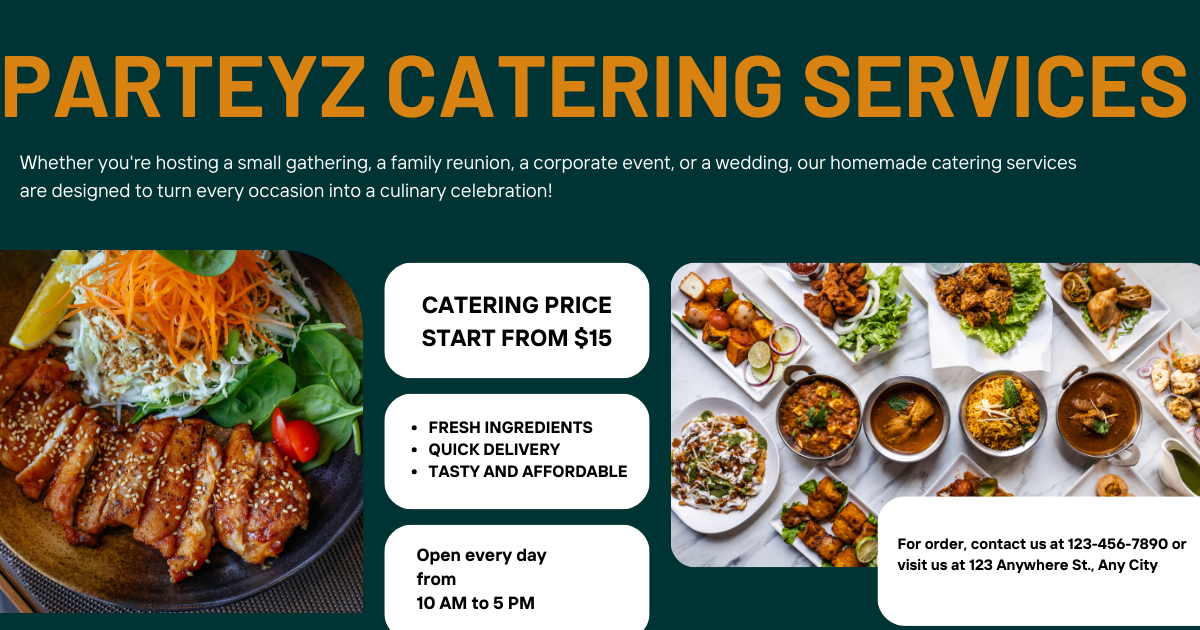 PARTEYZ CATERING SERVICES
Whether you're hosting a small gathering, a family reunion, a corporate event, or a wedding, our homemade catering services
are designed to turn every occasion into a culinary celebration!
CATERING PRICE
START FROM $15
• FRESH INGREDIENTS
• QUICK DELIVERY
• TASTY AND AFFORDABLE
Open every day
from
10 AM to 5 PM
For order, contact us at 123-456-7890 or
visit us at 123 Anywhere St., Any City